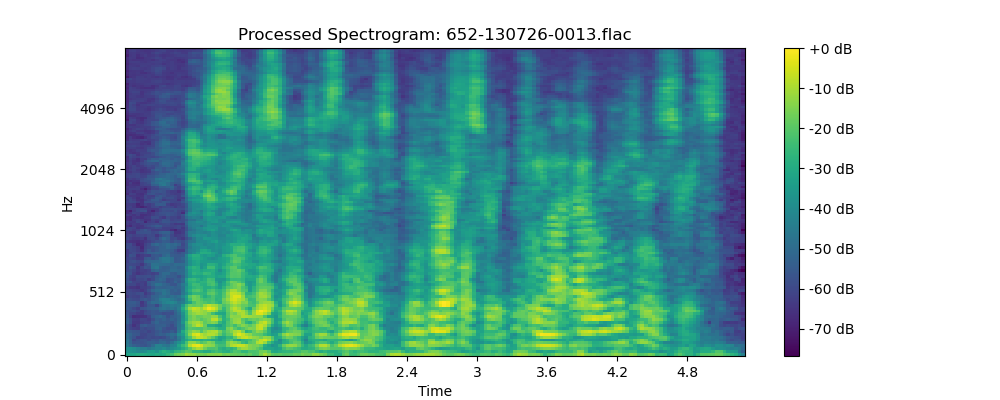 Processed Spectrogram: 652-130726-0013.flac
Hz
4096
2048
1024
512
0
0 0.6 1.2 1.8 2.4 3 3.6 4.2 4.8
Time
+0 dB
-10 dB
-20 dB
-30 dB
-40 dB
-50 dB
-60 dB
-70 dB